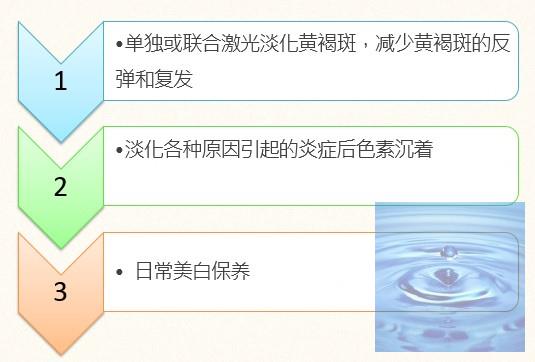 1
•单独或联合激光淡化黄褐斑，减少黄褐斑的反
弹和复发
2
•淡化各种原因引起的炎症后色素沉着
3
• 日常美白保养